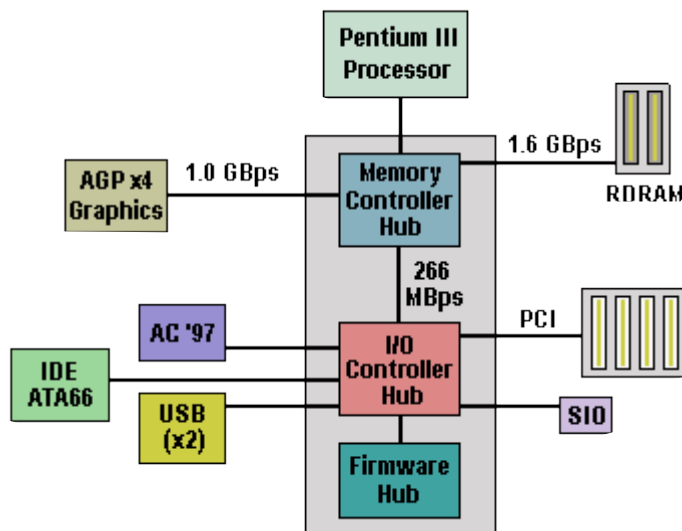 Pentium III
Processor
1.0 GBps
1.6 GBps
AGP x4
Graphics
Memory
Controller
Hub
RDRAM
266
MBps
AC '97
PCI
I/O
Controller
Hub
IDE
ATA66
USB
(x2)
SIO
Firmware
Hub